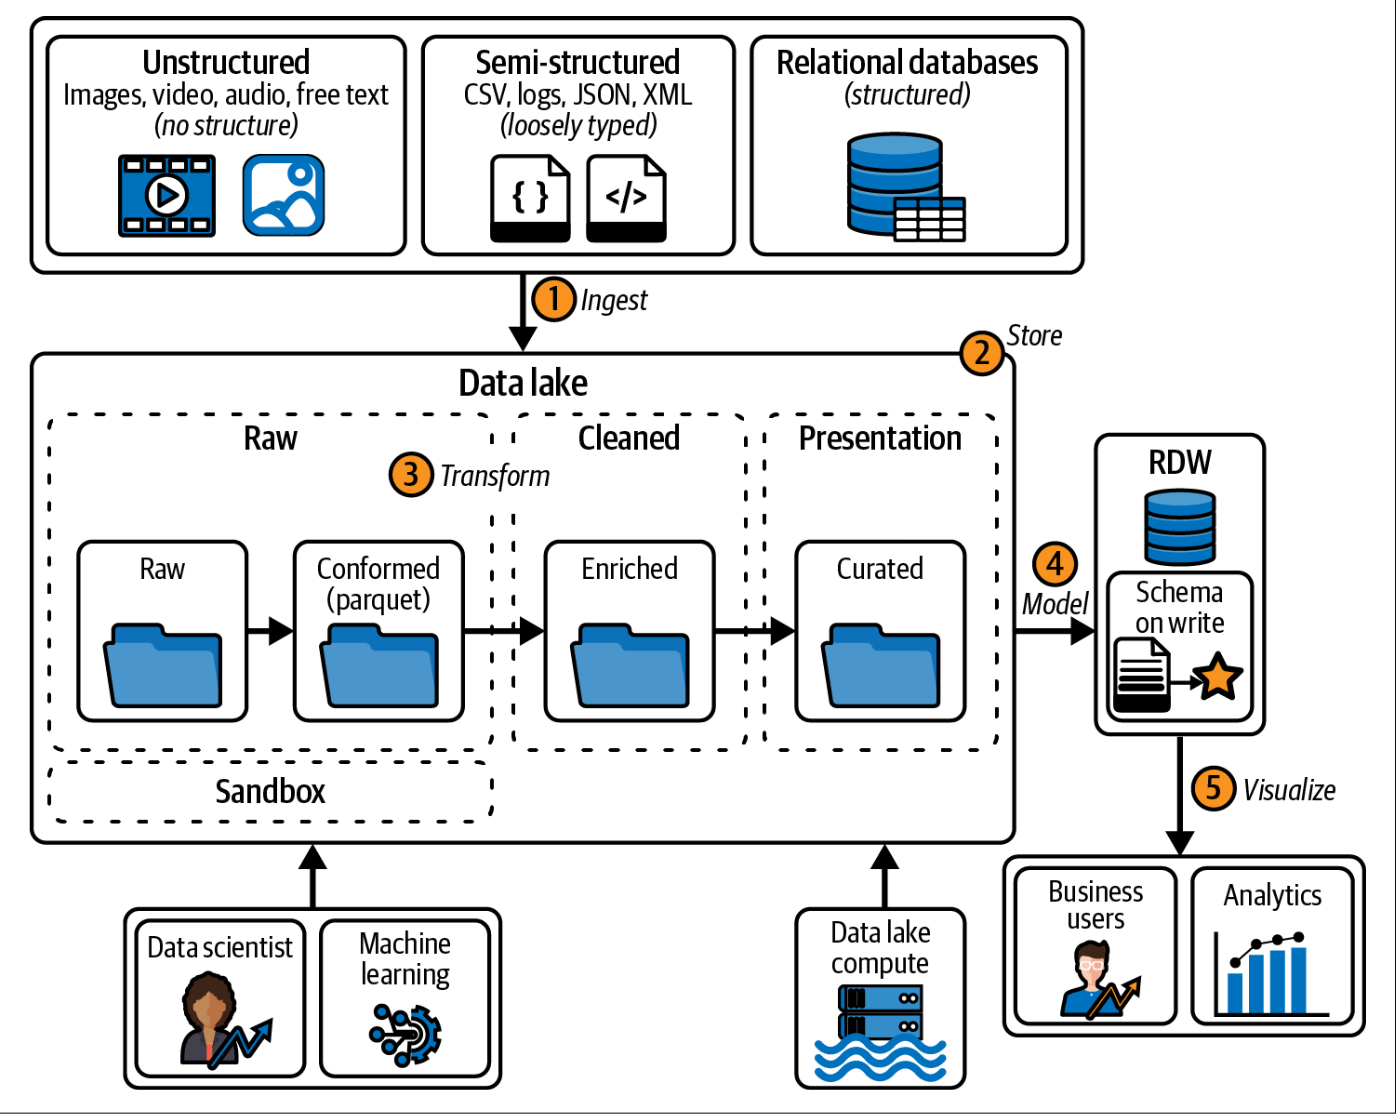 Unstructured
Images, video, audio, free text
(no structure)
Semi-structured
CSV, logs, JSON, XML
(loosely typed)
{ }
</>
Relational databases
(structured)
1 Ingest
2 Store
Data lake
Raw
Cleaned
Presentation
3 Transform
Raw
Conformed
(parquet)
Enriched
Curated
Sandbox
4
Model
RDW
Schema
on write
5 Visualize
Data scientist
Machine
learning
Data lake
compute
Business
users
Analytics